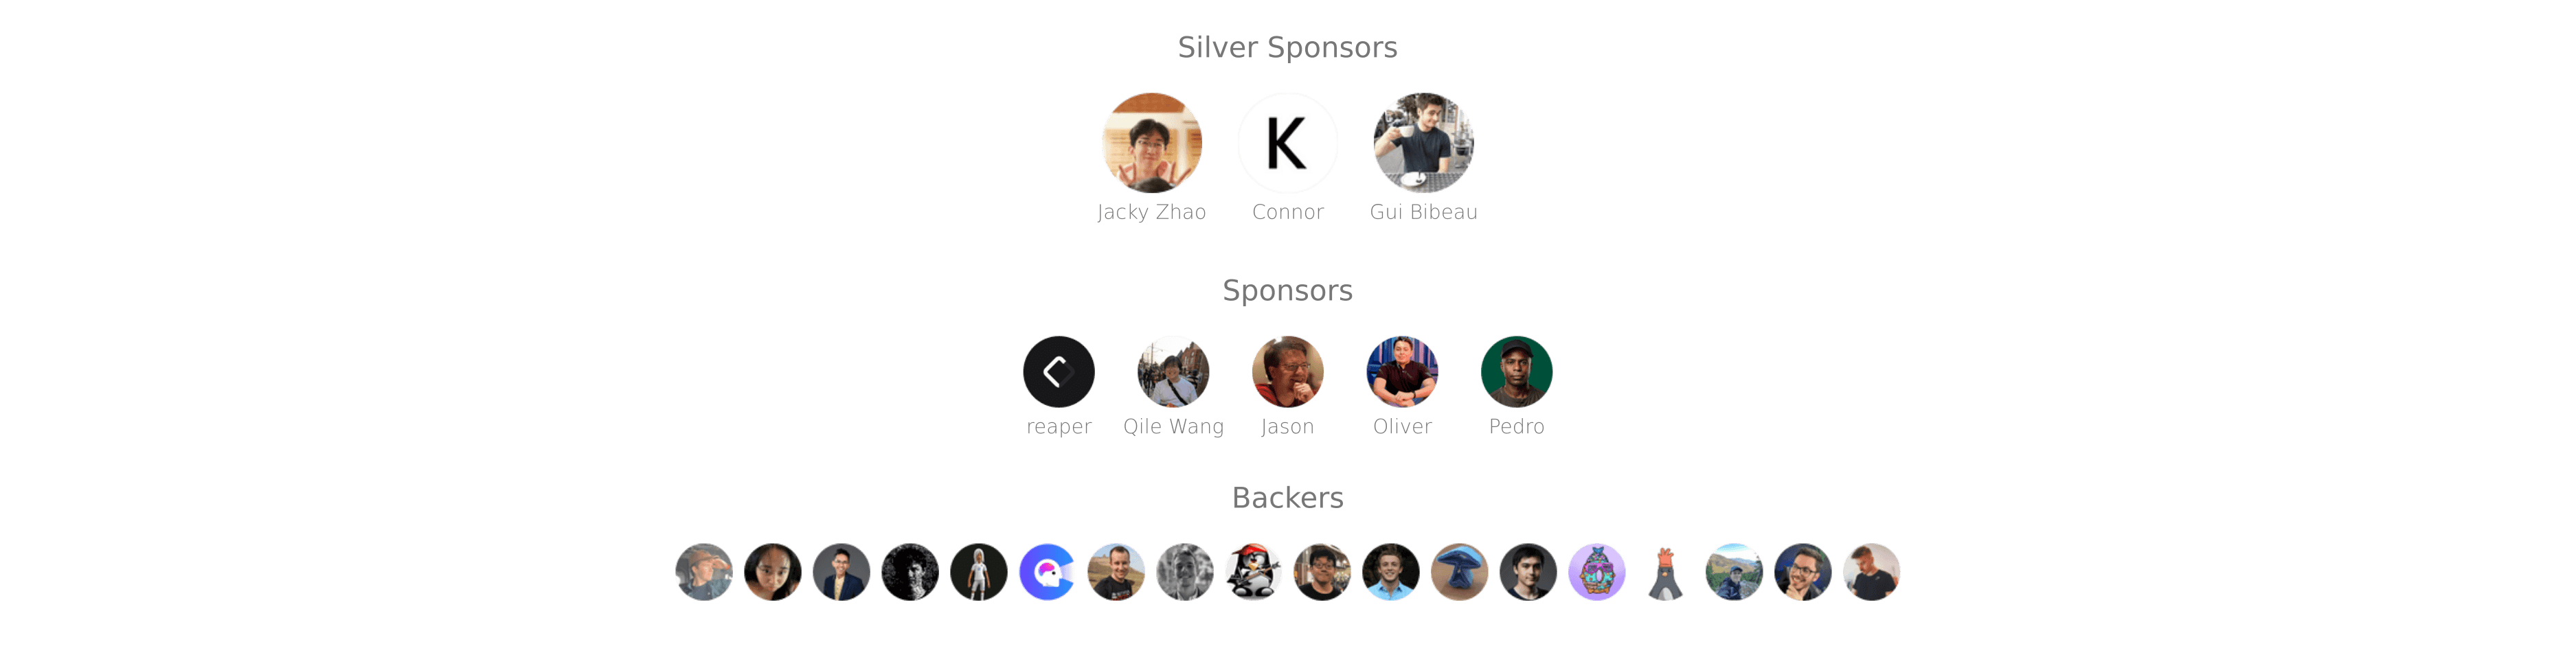 Silver Sponsors
K
Jacky Zhao Connor Gui Bibeau
Sponsors
reaper Qile Wang Jason Oliver Pedro
Backers